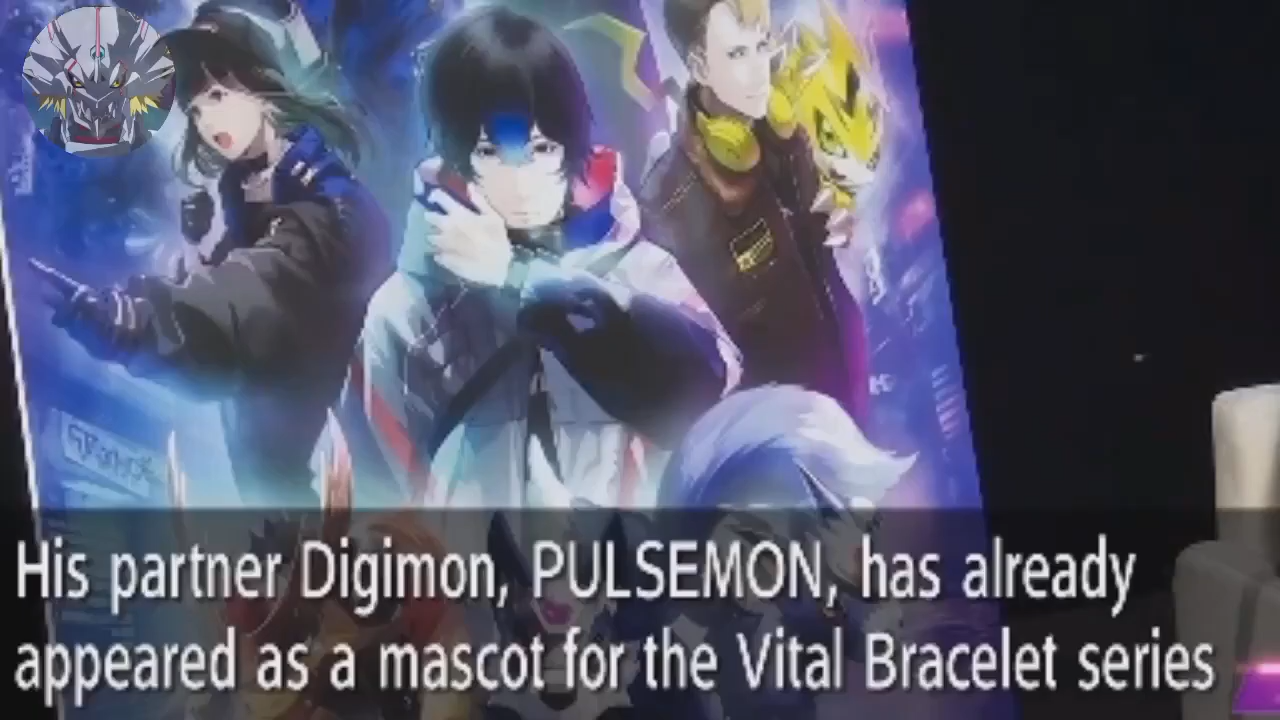 His partner Digimon, PULSEMON, has already
appeared as a mascot for the Vital Bracelet series